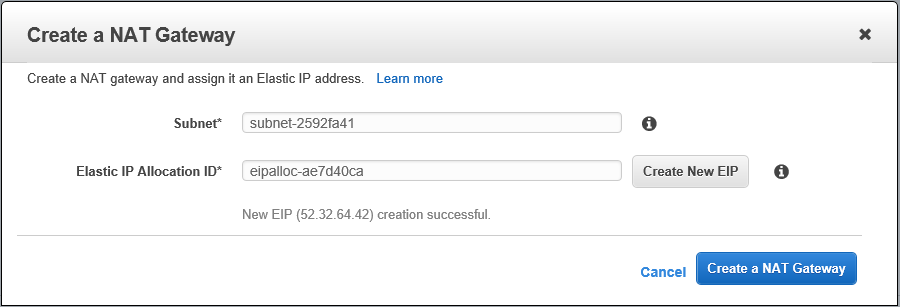 Create a NAT Gateway
Create a NAT gateway and assign it an Elastic IP address. Learn more
Subnet* subnet-2592fa41
Elastic IP Allocation ID* eipalloc-ae7d40ca Create New EIP
New EIP (52.32.64.42) creation successful.
Cancel Create a NAT Gateway